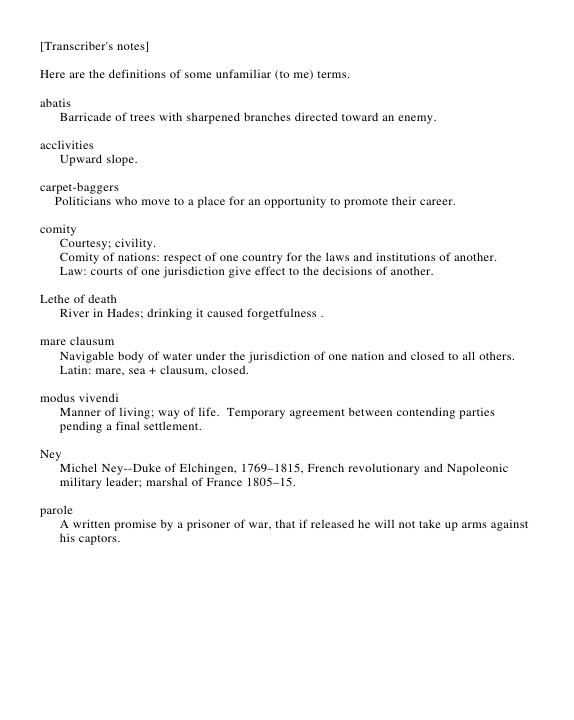 [Transcriber's notes]
Here are the definitions of some unfamiliar (to me) terms.
abatis
Barricade of trees with sharpened branches directed toward an enemy.
acclivities
Upward slope.
carpet-baggers
Politicians who move to a place for an opportunity to promote their career.
comity
Courtesy; civility.
Comity of nations: respect of one country for the laws and institutions of another.
Law: courts of one jurisdiction give effect to the decisions of another.
Lethe of death
River in Hades; drinking it caused forgetfulness .
mare clausum
Navigable body of water under the jurisdiction of one nation and closed to all others.
Latin: mare, sea + clausum, closed.
modus vivendi
Manner of living; way of life.  Temporary agreement between contending parties
pending a final settlement.
Ney
Michel Ney--Duke of Elchingen, 1769–1815, French revolutionary and Napoleonic
military leader; marshal of France 1805–15.
parole
A written promise by a prisoner of war, that if released he will not take up arms against
his captors.